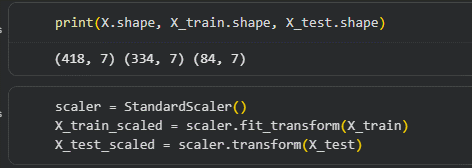 print(X.shape, X_train.shape, X_test.shape)
(418, 7) (334, 7) (84, 7)
scaler = StandardScaler()
X_train_scaled = scaler.fit_transform(X_train)
X_test_scaled = scaler.transform(X_test)